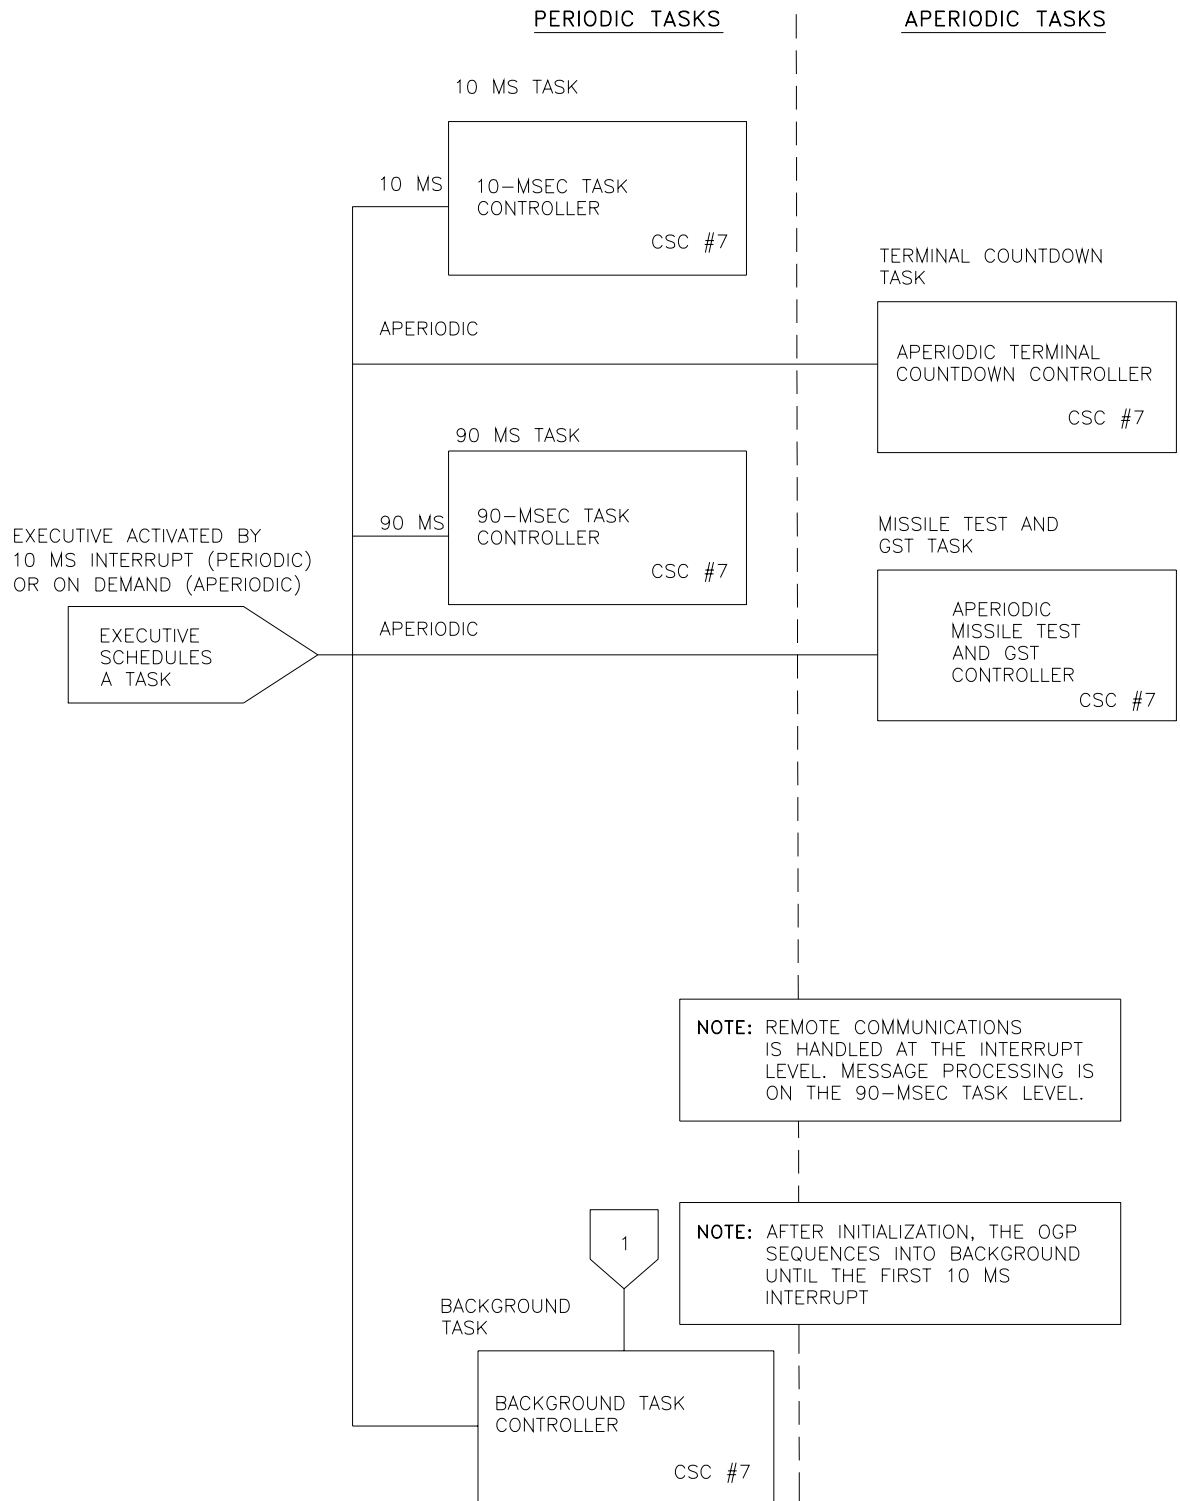 PERIODIC TASKS
APERIODIC TASKS
10 MS TASK
10 MS
10-MSEC TASK
CONTROLLER
CSC #7
TERMINAL COUNTDOWN
TASK
APERIODIC
APERIODIC TERMINAL
COUNTDOWN CONTROLLER
CSC #7
90 MS TASK
90 MS
90-MSEC TASK
CONTROLLER
CSC #7
MISSILE TEST AND
GST TASK
EXECUTIVE ACTIVATED BY
10 MS INTERRUPT (PERIODIC)
OR ON DEMAND (APERIODIC)
EXECUTIVE
SCHEDULES
A TASK
APERIODIC
APERIODIC
MISSILE TEST
AND GST
CONTROLLER
CSC #7
NOTE: REMOTE COMMUNICATIONS
IS HANDLED AT THE INTERRUPT
LEVEL. MESSAGE PROCESSING IS
ON THE 90-MSEC TASK LEVEL.
NOTE: AFTER INITIALIZATION, THE OGP
SEQUENCES INTO BACKGROUND
UNTIL THE FIRST 10 MS
INTERRUPT
1
BACKGROUND
TASK
BACKGROUND TASK
CONTROLLER
CSC #7